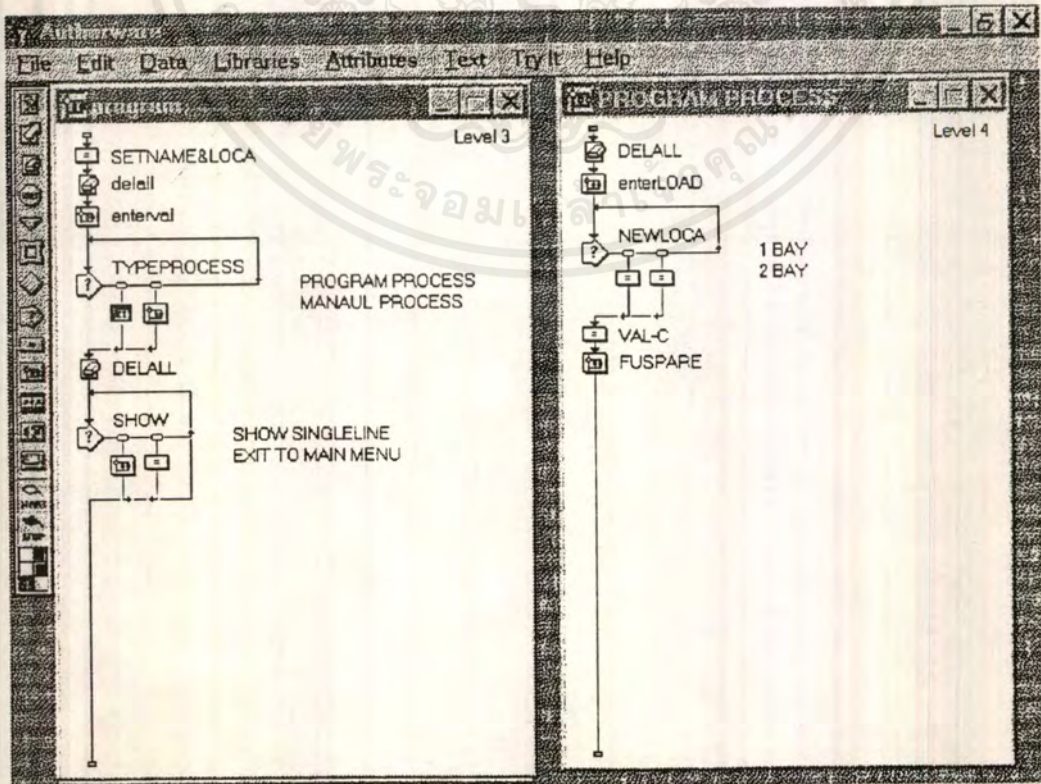 Authorware
File Edit Data Libraries Attributes Text Try It Help
program
Level 3
SETNAME&LOCA
delall
enterval
TYPEPROCESS
PROGRAM PROCESS
MANAUL PROCESS
DELALL
SHOW
SHOW SINGLELINE
EXIT TO MAIN MENU
PROGRAM PROCESS
Level 4
DELALL
enterLOAD
NEWLOCA
1 BAY
2 BAY
VAL-C
FUSPARE